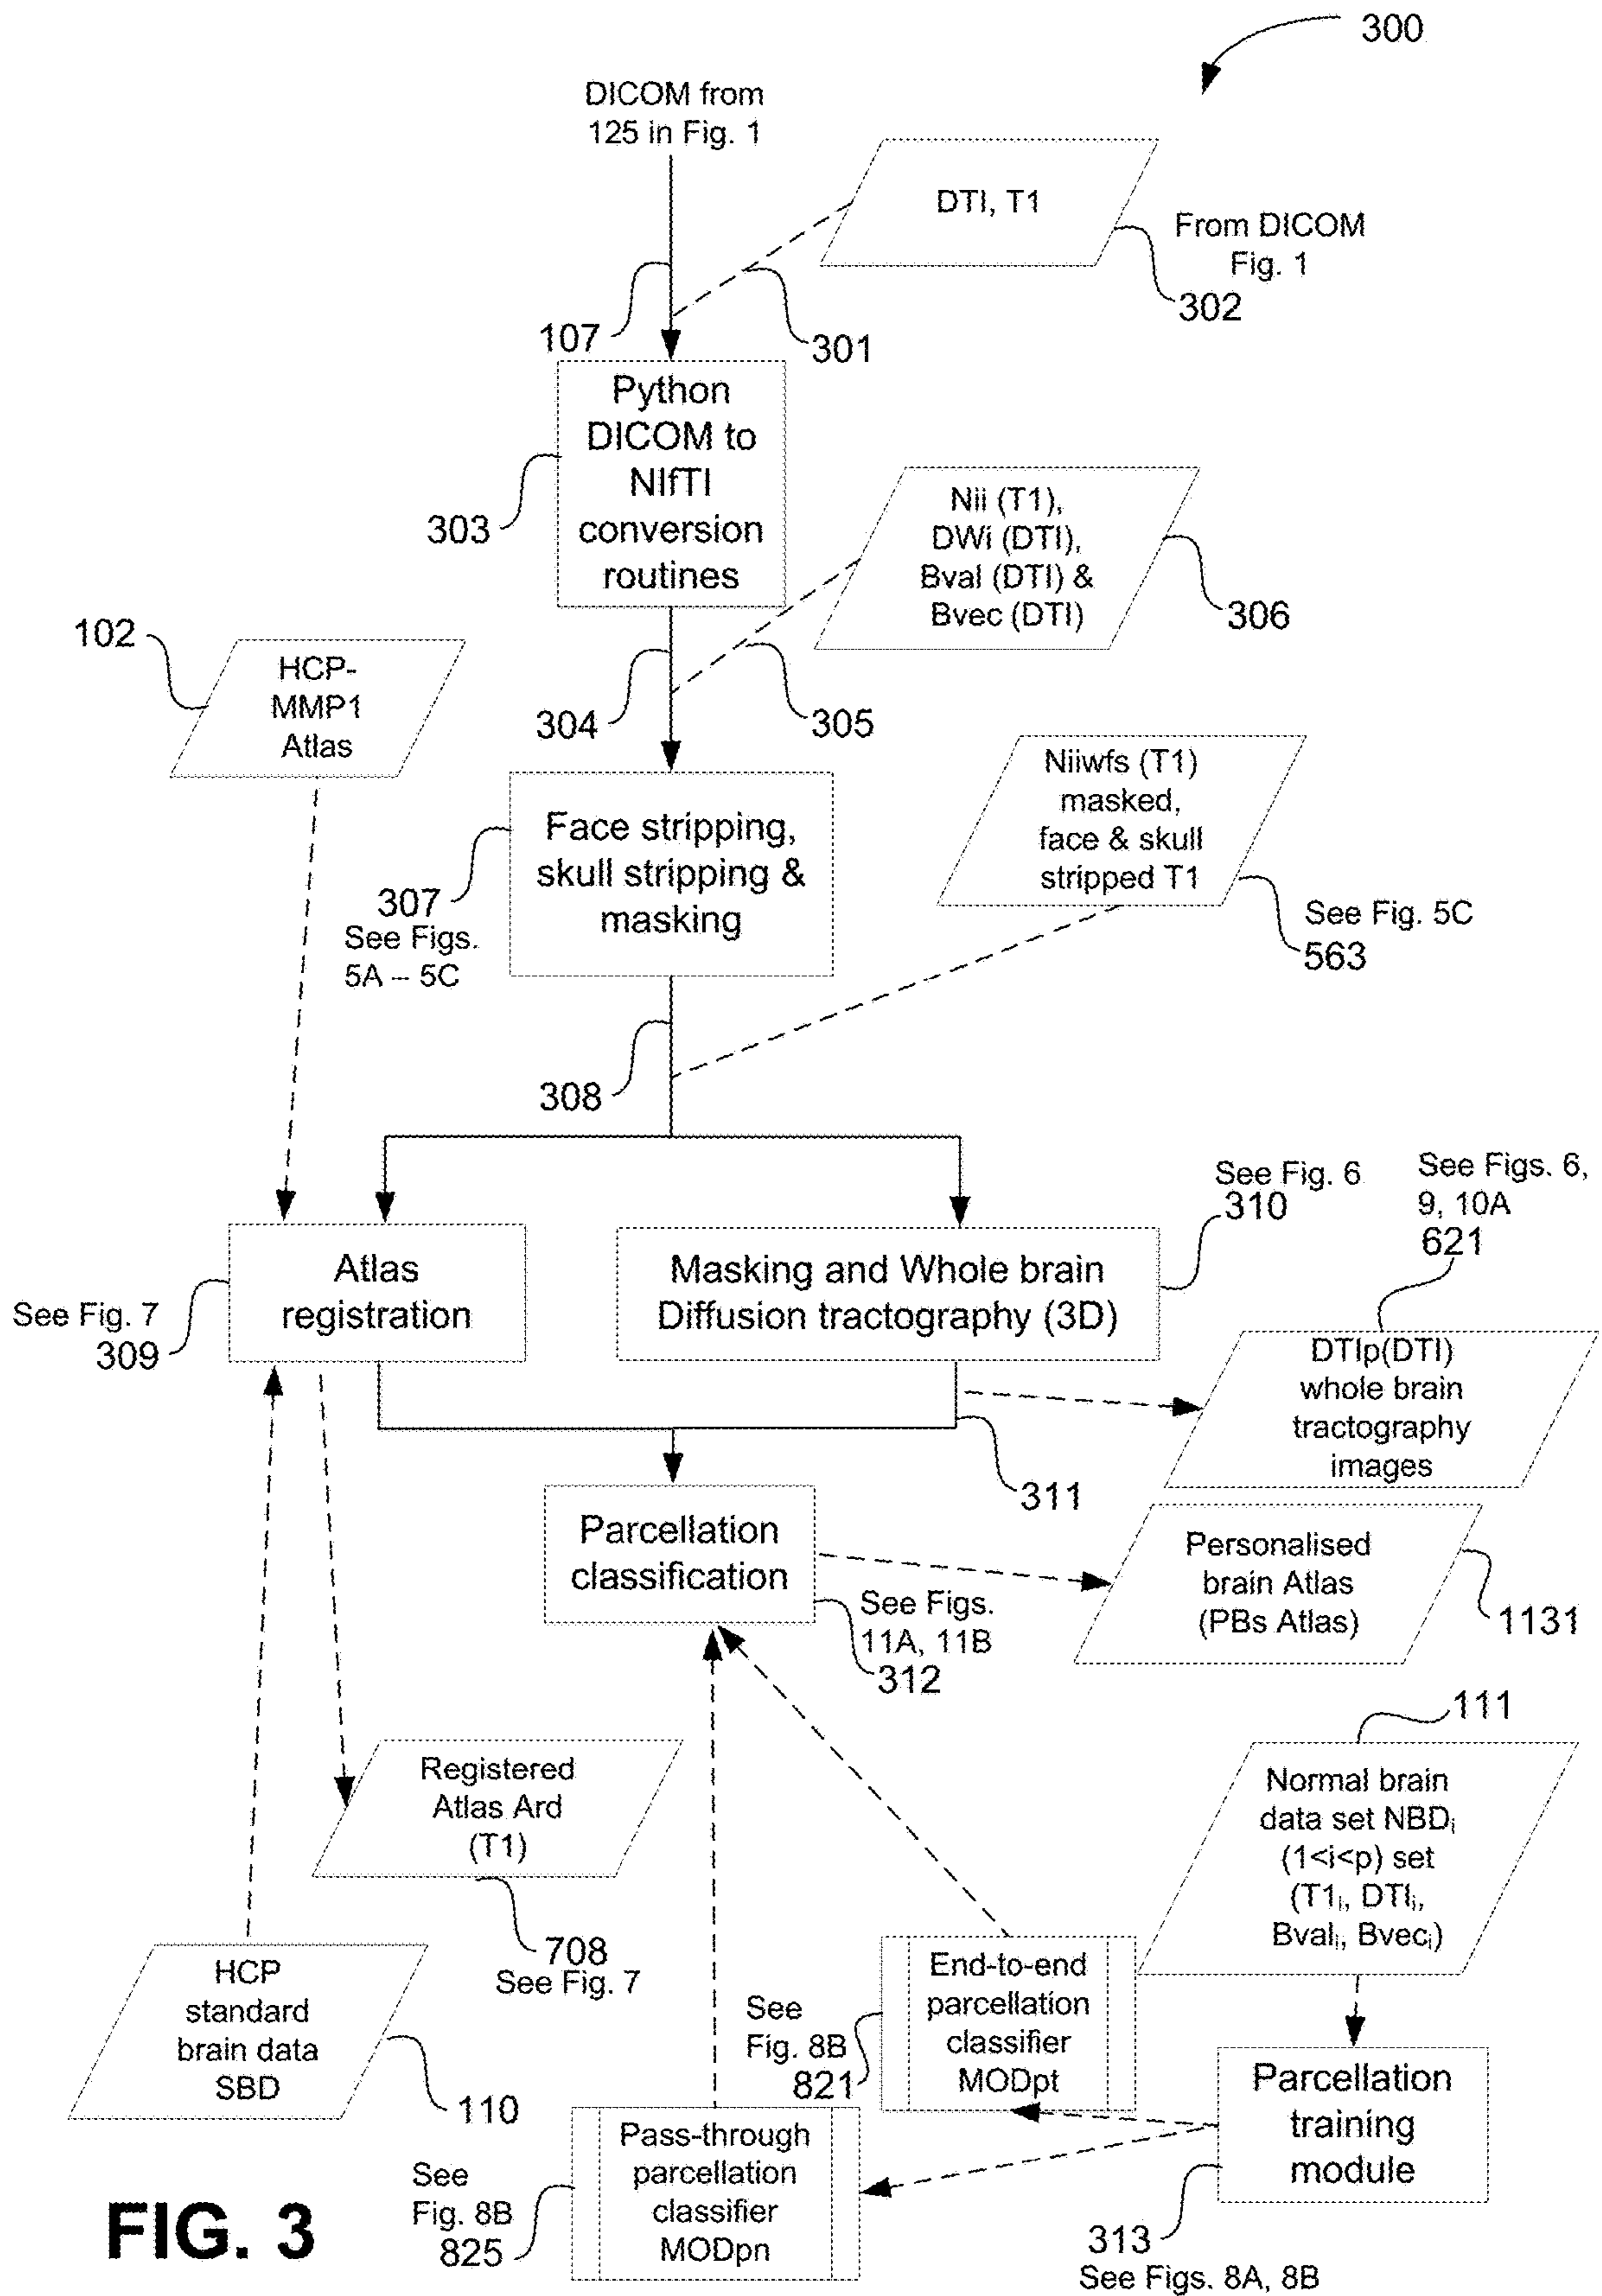 300
DICOM from
125 in Fig. 1
DTI, T1
From DICOM
Fig. 1
302
107
301
Python
DICOM to
NIfTI
conversion
routines
303
Nii (T1),
DWi (DTI),
Bval (DTI) &
Bvec (DTI)
306
102
HCP-
MMP1
Atlas
304
305
Niiwfs (T1)
masked,
face & skull
stripped T1
Face stripping,
skull stripping &
masking
307
See Figs.
5A – 5C
See Fig. 5C
563
308
See Fig. 6
310
See Figs. 6,
9, 10A
621
Atlas
registration
Masking and Whole brain
Diffusion tractography (3D)
See Fig. 7
309
DTIp(DTI)
whole brain
tractography
images
311
Parcellation
classification
Personalised
brain Atlas
(PBs Atlas)
See Figs.
11A, 11B
312
1131
111
Registered
Atlas Ard
(T1)
Normal brain
data set NBDi
(1<i<p) set
(T1i, DTIi,
Bvali, Bveci)
708
See Fig. 7
HCP
standard
brain data
SBD
110
End-to-end
parcellation
classifier
MODpt
See
Fig. 8B
821
Parcellation
training
module
Pass-through
parcellation
classifier
MODpn
See
Fig. 8B
825
313
See Figs. 8A, 8B
FIG. 3